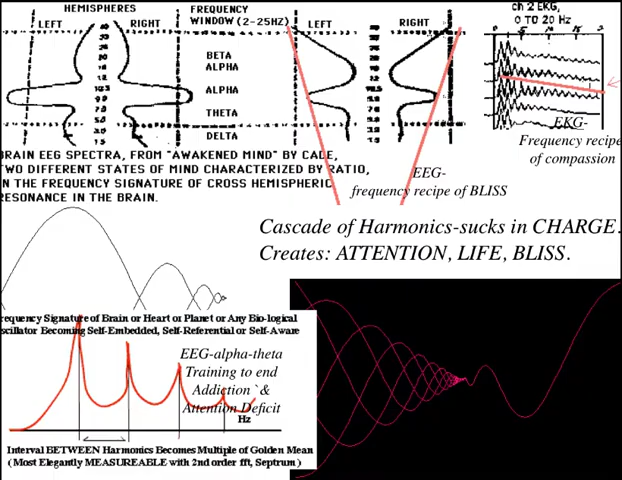 HEMISPHERES
LEFT RIGHT
FREQUENCY
WINDOW (2-25HZ)
LEFT RIGHT
ch 2 EKG,
0 TO 20 Hz
BETA
ALPHA
ALPHA
THETA
DELTA
EKG-
Frequency recipe
of compassion
BRAIN EEG SPECTRA, FROM "AWAKENED MIND" BY CADE,
TWO DIFFERENT STATES OF MIND CHARACTERIZED BY RATIO,
IN THE FREQUENCY SIGNATURE OF CROSS HEMISPHERIC
RESONANCE IN THE BRAIN.
EEG-
frequency recipe of BLISS
Cascade of Harmonics-sucks in CHARGE.
Creates: ATTENTION, LIFE, BLISS.
requency Signature of Brain or Heart or Planet or Any Bio-logical
scillator Becoming Self-Embedded, Self-Referential or Self-Aware
EEG-alpha-theta
Training to end
Addiction `&
Attention Deficit
Hz
Interval BETWEEN Harmonics Becomes Multiple of Golden Mean
( Most Elegantly MEASUREABLE with 2nd order fft, Septrum )